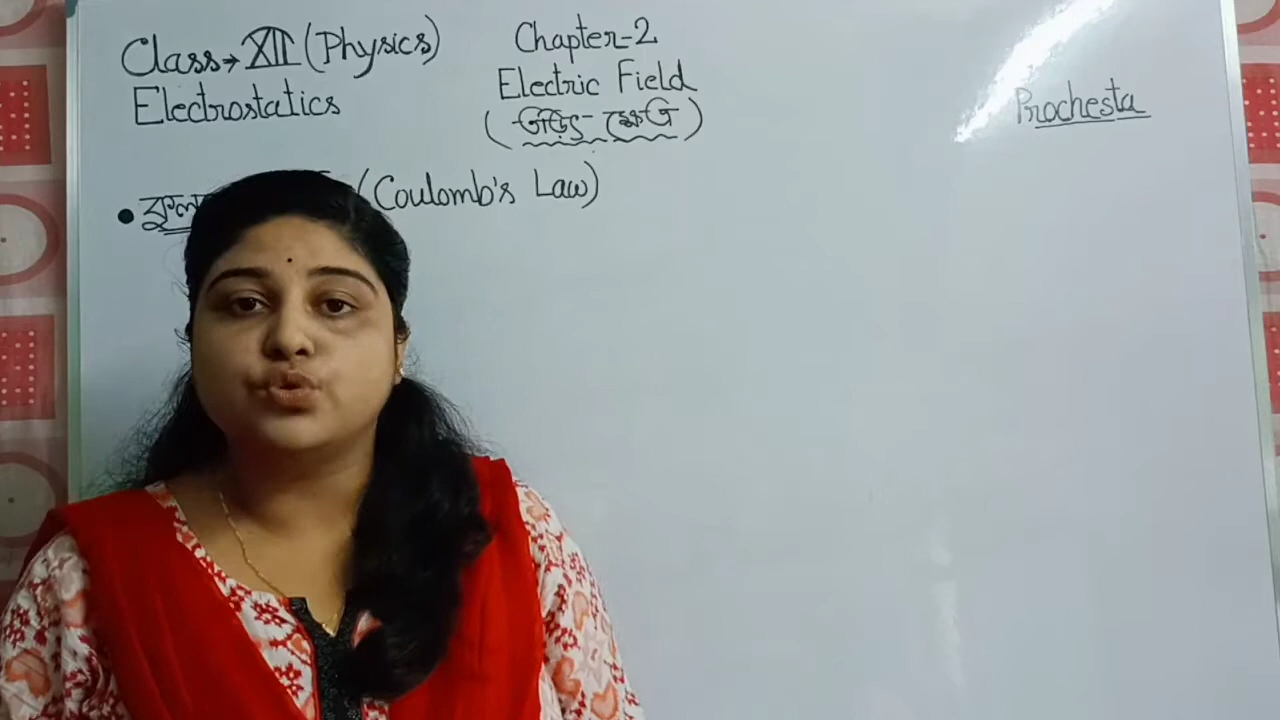 Class→XII (Physics)
Electrostatics
Chapter-2
Electric Field
(তড়িৎ-ক্ষেত্র)
Prochesta
• (Coulomb's Law)